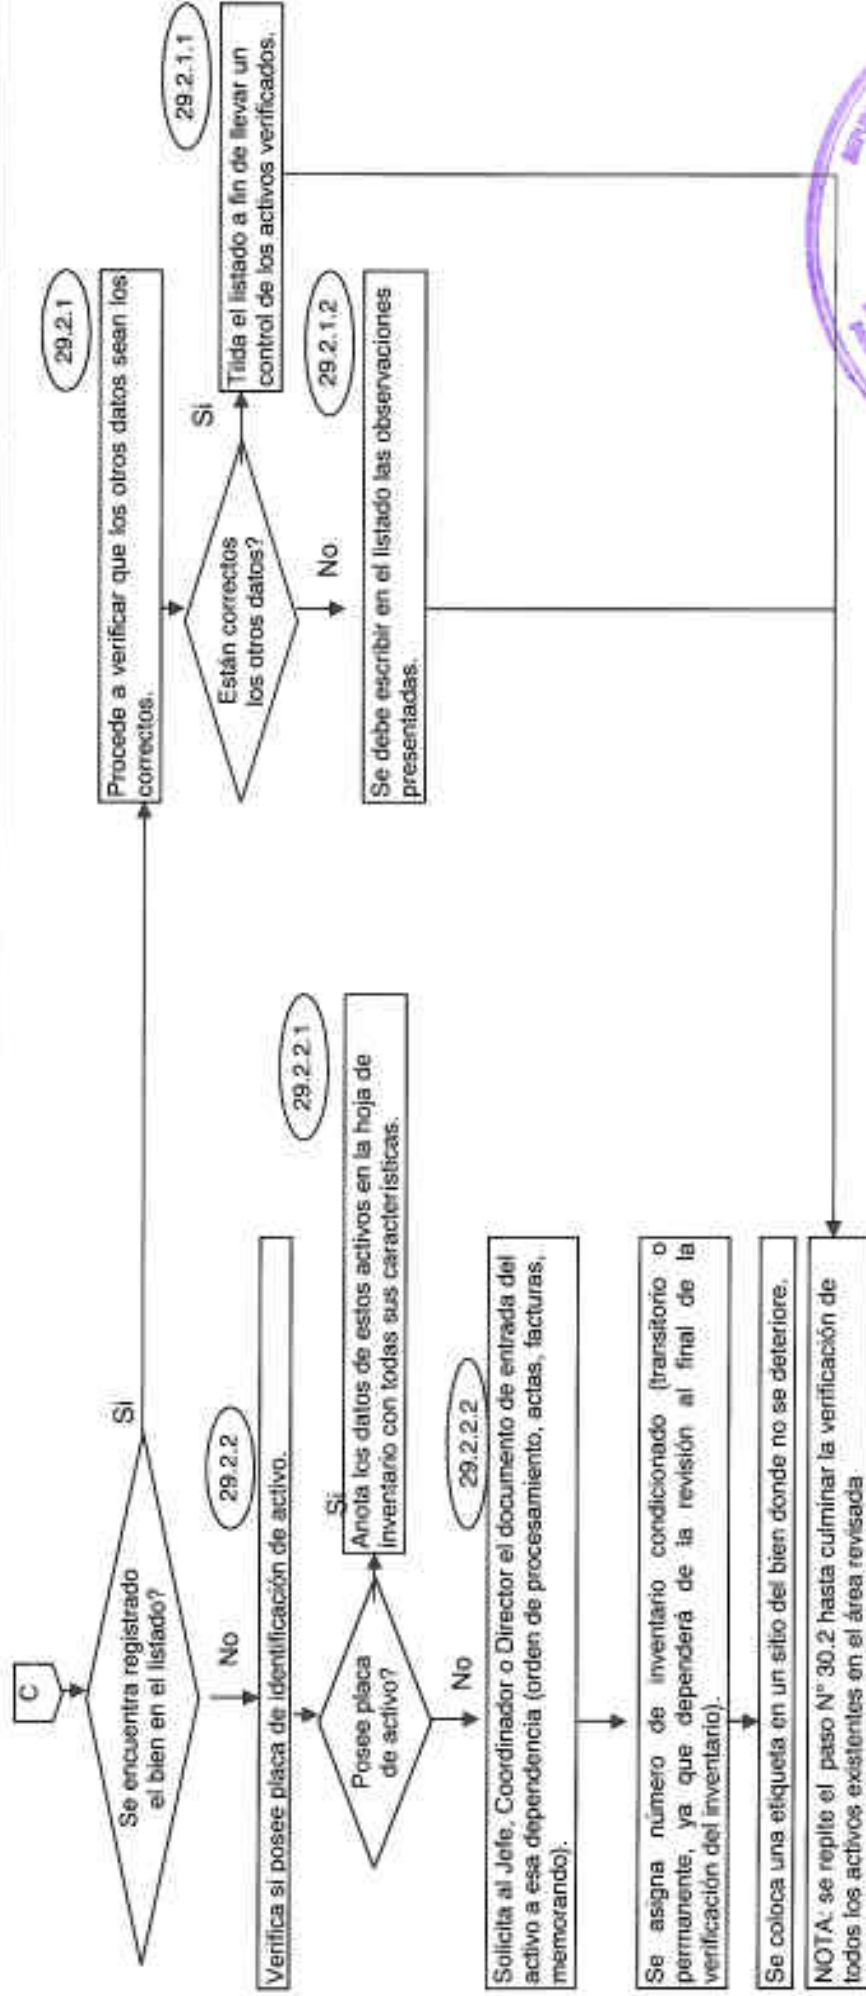 C
Se encuentra registrado
el bien en el listado?
Si
No
29.2.1
Procede a verificar que los otros datos sean los
correctos.
Están correctos
los otros datos?
Si
No
29.2.1.1
Tilda el listado a fin de llevar un
control de los activos verificados.
29.2.1.2
Se debe escribir en el listado las observaciones
presentadas.
29.2.2
Verifica si posee placa de identificación de activo.
Posee placa
de activo?
Si
No
29.2.2.1
Anota los datos de estos activos en la hoja de
inventario con todas sus características.
29.2.2.2
Solicita al Jefe, Coordinador o Director el documento de entrada del
activo a esa dependencia (orden de procesamiento, actas, facturas,
memorando).
Se asigna número de inventario condicionado (transitorio o
permanente, ya que dependerá de la revisión al final de la
verificación del inventario).
Se coloca una etiqueta en un sitio del bien donde no se deteriore.
NOTA: se repite el paso N° 30.2 hasta culminar la verificación de
todos los activos existentes en el área revisada.